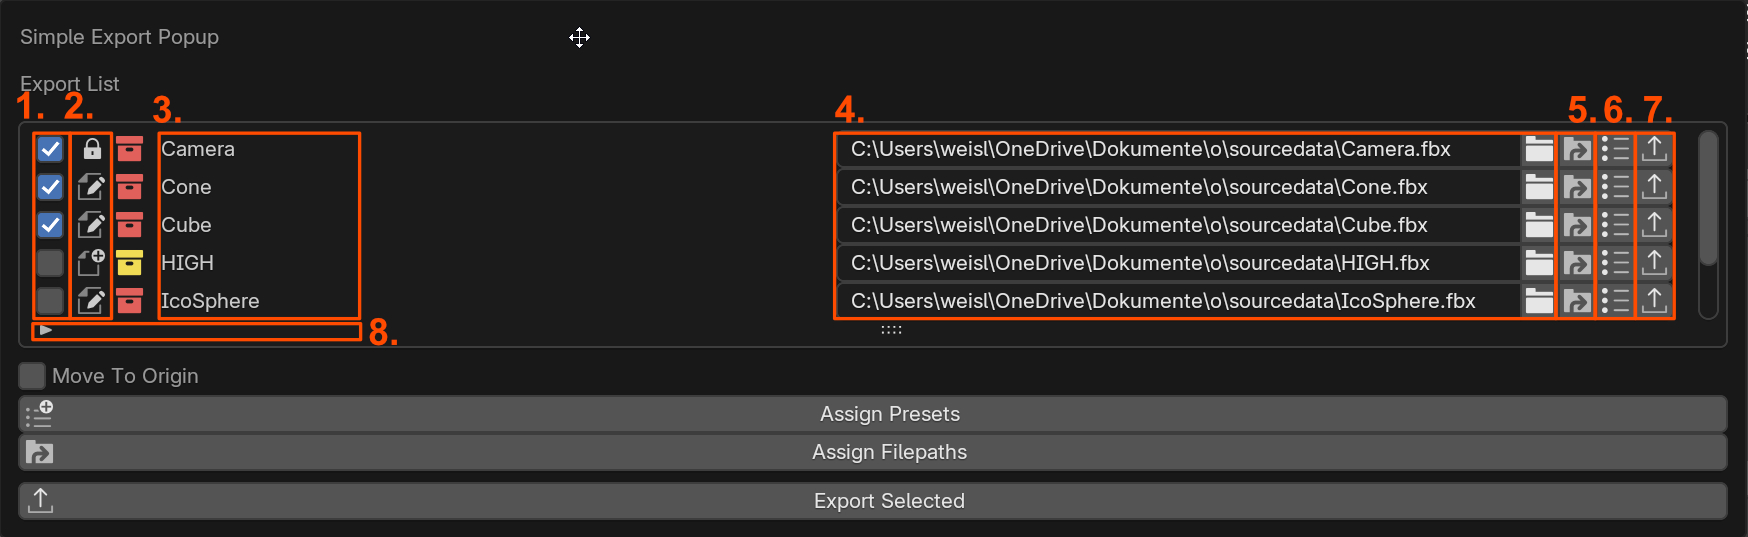 Simple Export Popup
Export List
1. 2. 3. 4. 5. 6. 7.
Camera C:\Users\weisl\OneDrive\Dokumente\o\sourcedata\Camera.fbx
Cone C:\Users\weisl\OneDrive\Dokumente\o\sourcedata\Cone.fbx
Cube C:\Users\weisl\OneDrive\Dokumente\o\sourcedata\Cube.fbx
HIGH C:\Users\weisl\OneDrive\Dokumente\o\sourcedata\HIGH.fbx
IcoSphere C:\Users\weisl\OneDrive\Dokumente\o\sourcedata\IcoSphere.fbx
8.
Move To Origin
Assign Presets
Assign Filepaths
Export Selected